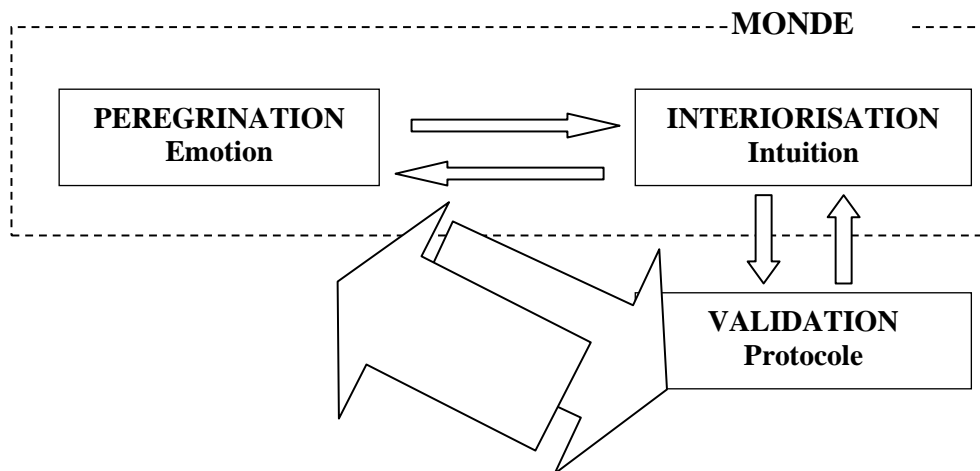 MONDE
PEREGRINATION
Emotion
INTERIORISATION
Intuition
VALIDATION
Protocole